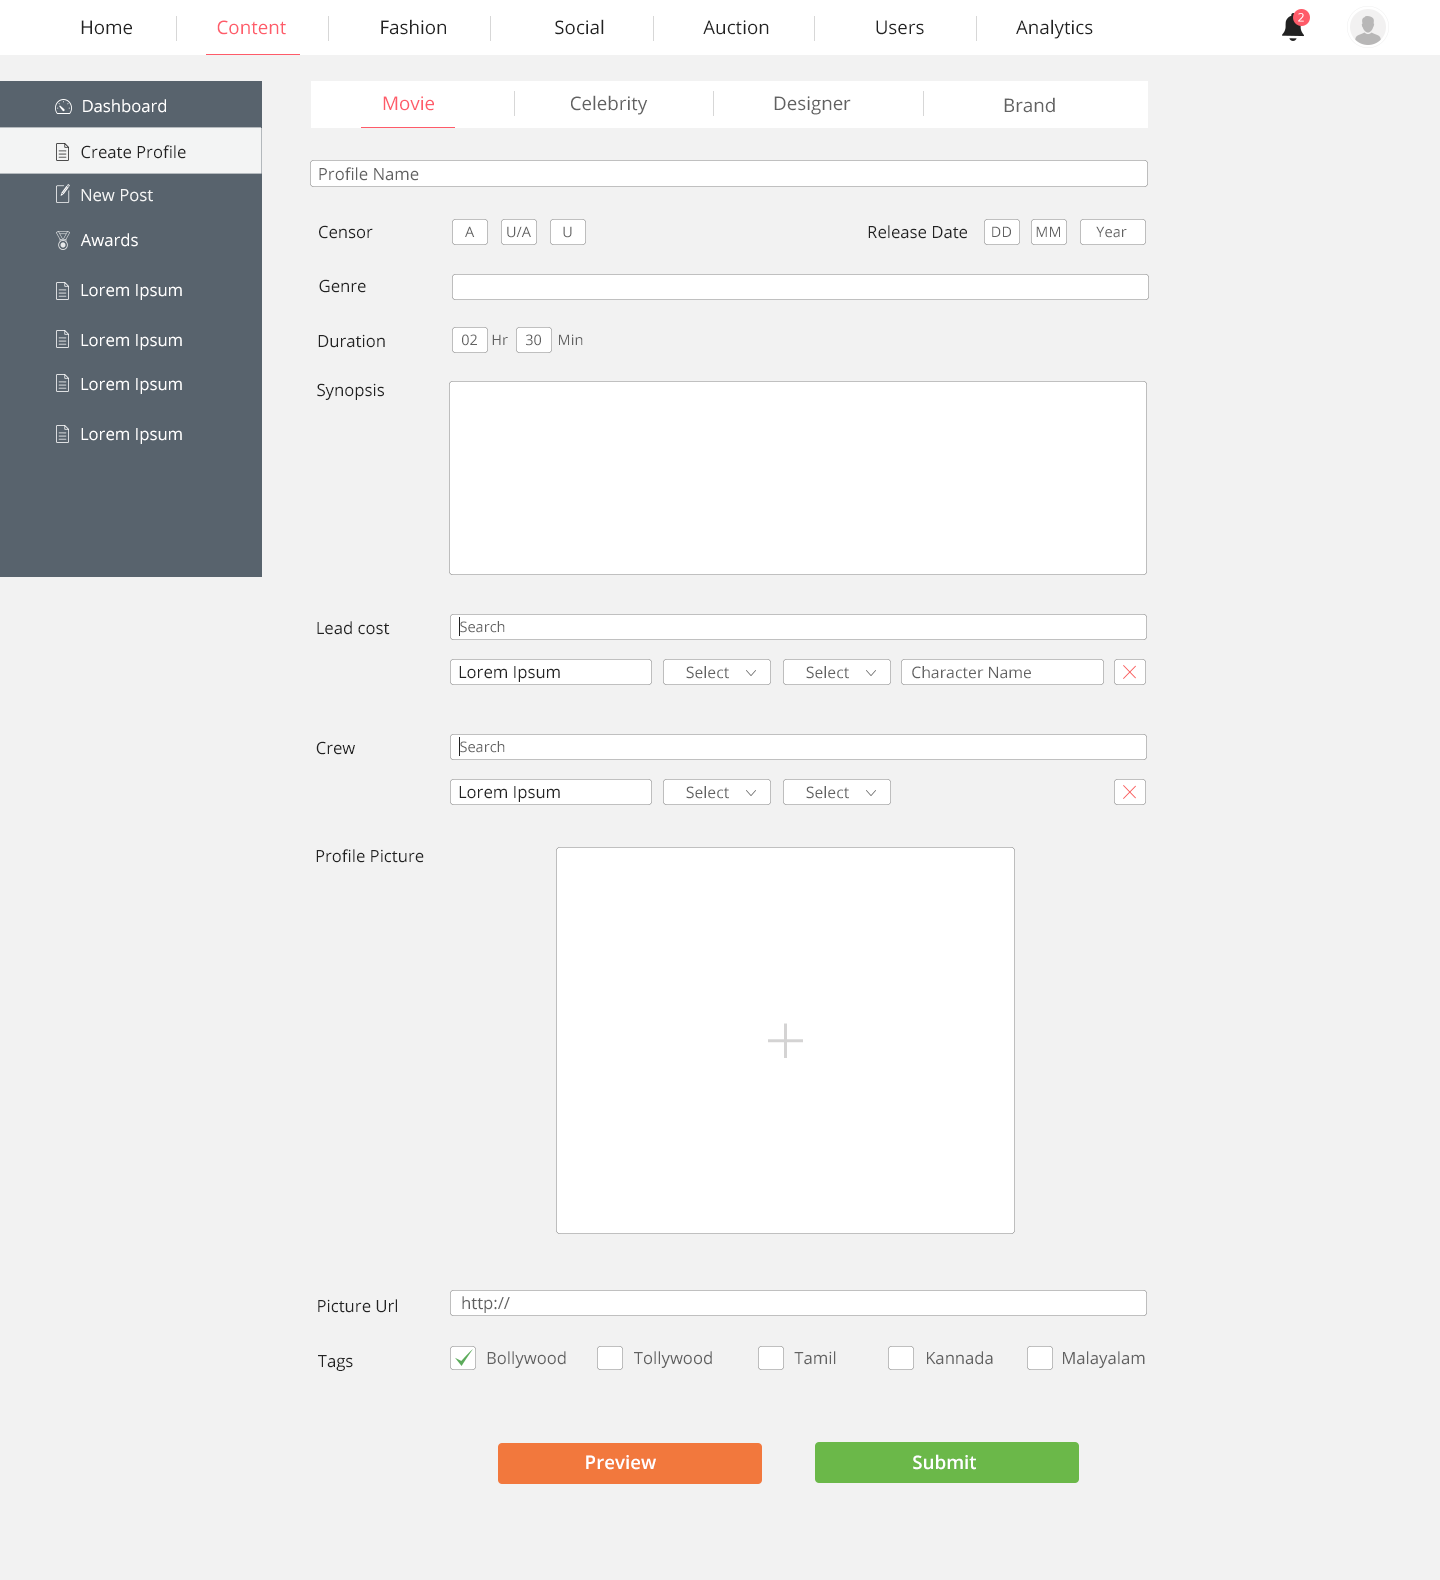 Home Content Fashion Social Auction Users Analytics 2
Dashboard
Create Profile
New Post
Awards
Lorem Ipsum
Lorem Ipsum
Lorem Ipsum
Lorem Ipsum
Movie Celebrity Designer Brand
Profile Name
Censor A U/A U Release Date DD MM Year
Genre
Duration 02 Hr 30 Min
Synopsis
Lead cost Search
Lorem Ipsum Select Select Character Name
Crew Search
Lorem Ipsum Select Select
Profile Picture
Picture Url http://
Tags Bollywood Tollywood Tamil Kannada Malayalam
Preview Submit